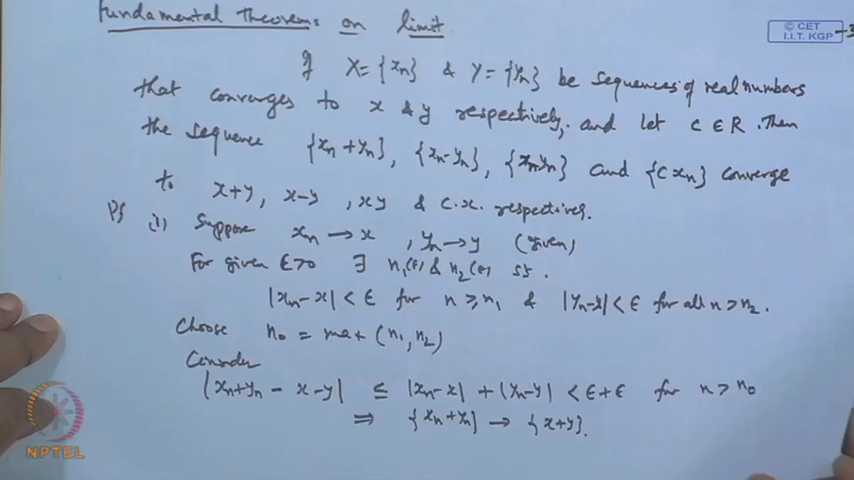 Fundamental Theorems on limit
© CET
I.I.T. KGP
If X = {xn} & Y = {yn} be sequences of real numbers
that converges to x & y respectively, and let c ∈ R. Then
the sequence {xn + yn}, {xn - yn}, {xn yn} and {c xn} converge
to x+y, x-y, xy & c.x. respectives.
Pf (1) Suppose xn → x, yn → y (given)
For given ε>0 ∃ n1(ε) & n2(ε) st.
|xn - x| < ε for n ≥ n1 & |yn - y| < ε for all n > n2.
Choose n0 = max (n1, n2)
Consider
|xn+yn - x-y| ≤ |xn - x| + |yn - y| < ε+ε for n > n0
⇒ {xn + yn} → {x+y}.
NPTEL